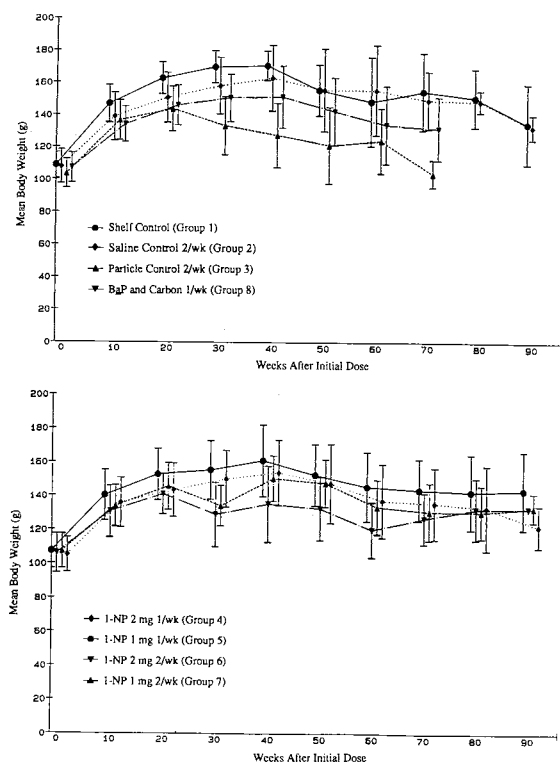 200
180
160
140
120
100
80
60
40
20
0
Mean Body Weight (g)
Shelf Control (Group 1)
Saline Control 2/wk (Group 2)
Particle Control 2/wk (Group 3)
BaP and Carbon 1/wk (Group 8)
0 10 20 30 40 50 60 70 80 90
Weeks After Initial Dose
200
180
160
140
120
100
80
60
40
20
0
Mean Body Weight (g)
1-NP 2 mg 1/wk (Group 4)
1-NP 1 mg 1/wk (Group 5)
1-NP 2 mg 2/wk (Group 6)
1-NP 1 mg 2/wk (Group 7)
0 10 20 30 40 50 60 70 80 90
Weeks After Initial Dose